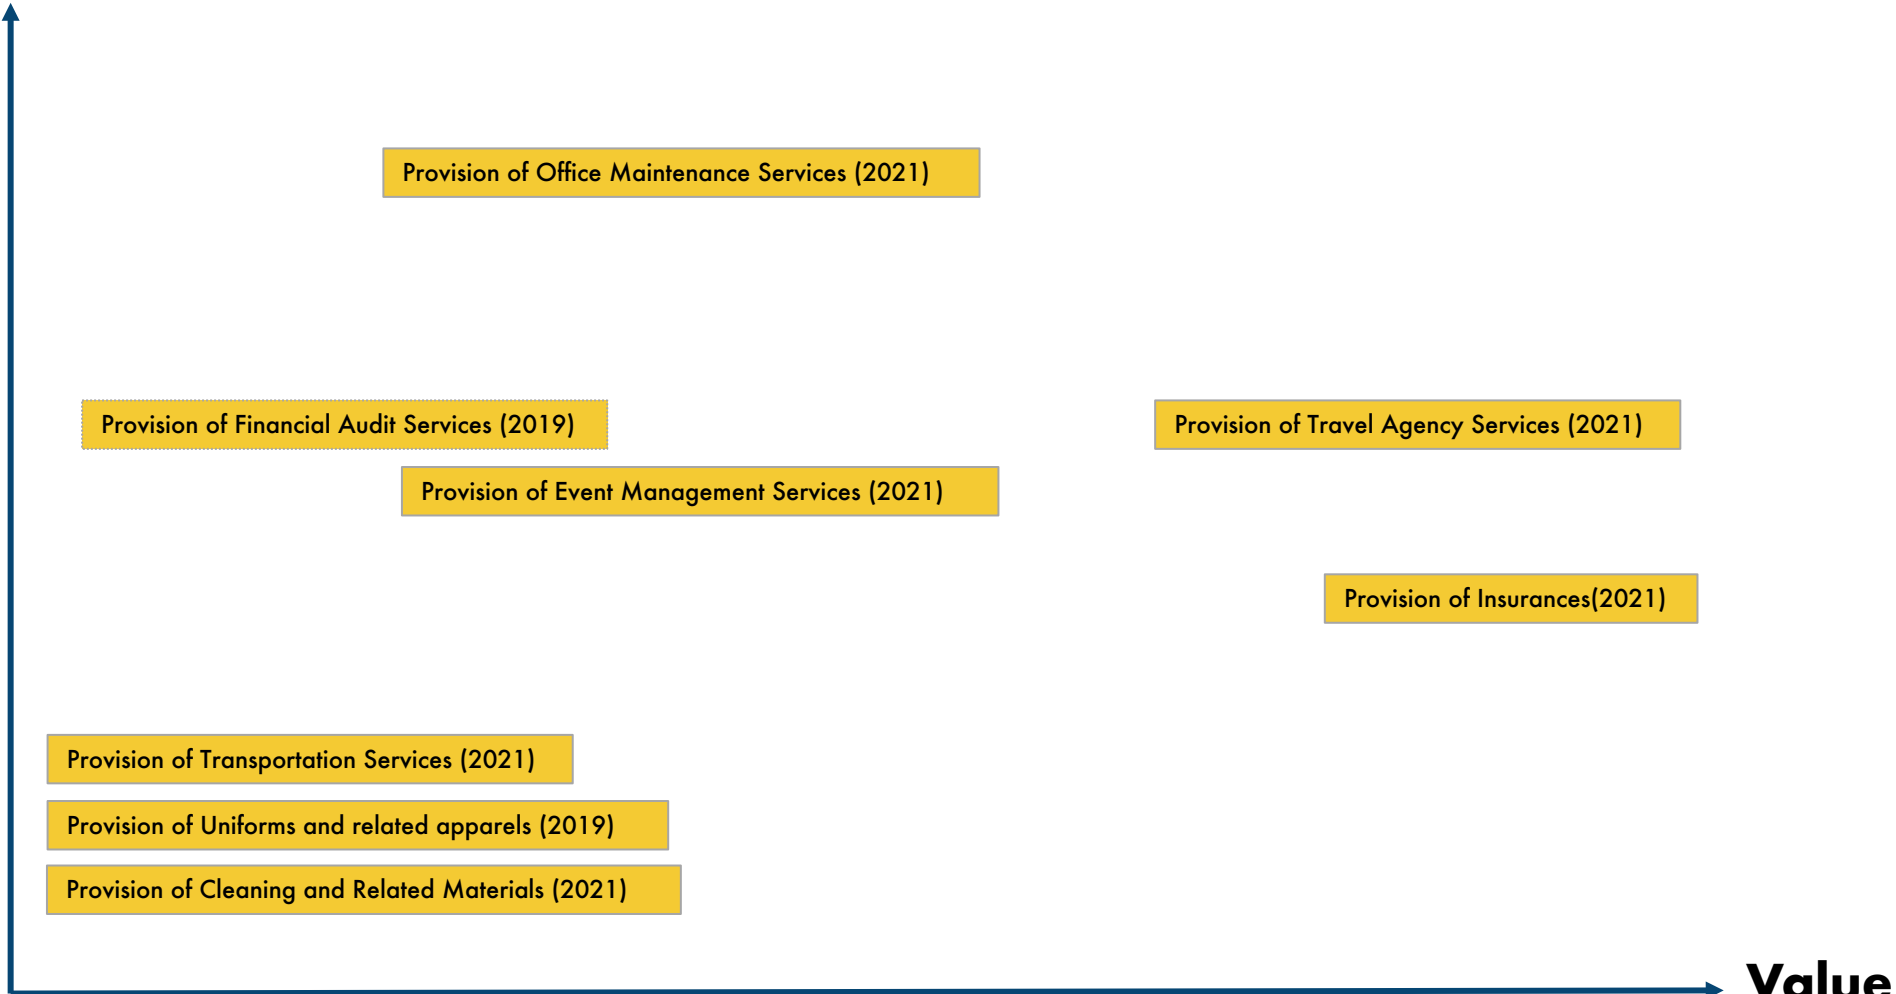 Provision of Office Maintenance Services (2021)
Provision of Financial Audit Services (2019)
Provision of Travel Agency Services (2021)
Provision of Event Management Services (2021)
Provision of Insurances(2021)
Provision of Transportation Services (2021)
Provision of Uniforms and related apparels (2019)
Provision of Cleaning and Related Materials (2021)
Value